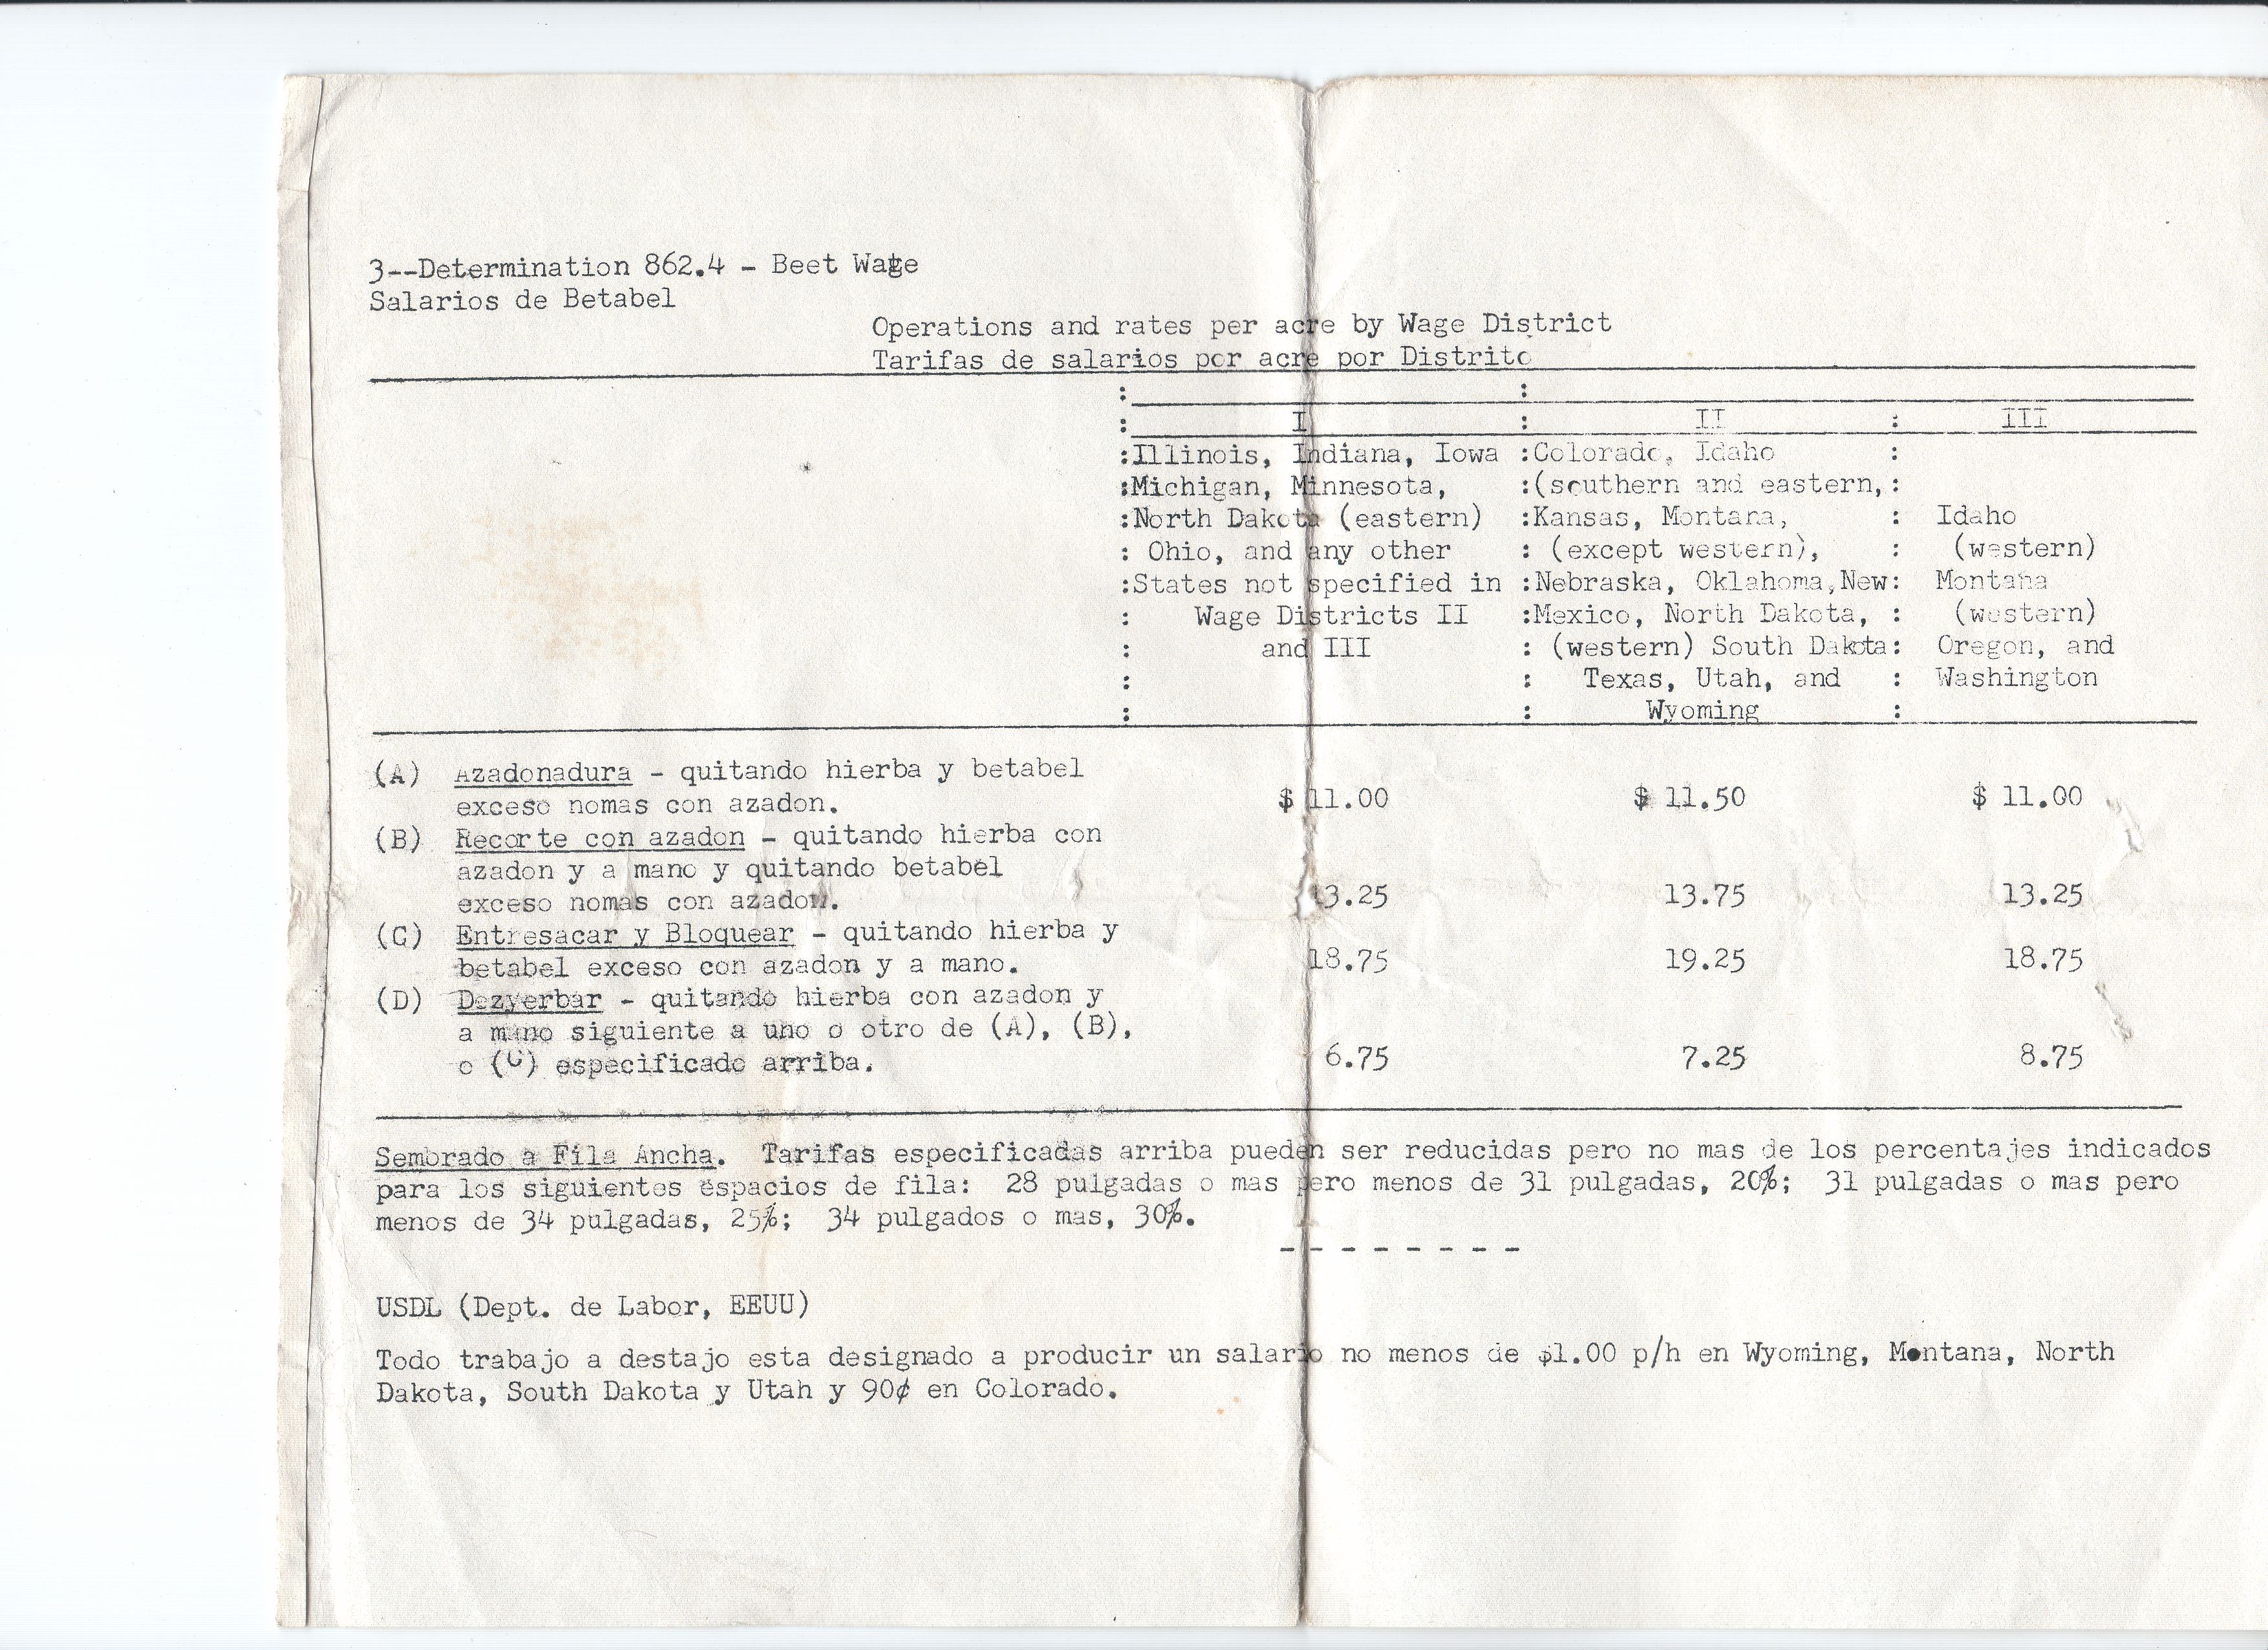 3--Determination 862.4 - Beet Wage
Salarios de Betabel
Operations and rates per acre by Wage District
Tarifas de salarios por acre por Distrito
: :
: I : II : III
:Illinois, Indiana, Iowa :Colorado, Idaho :
:Michigan, Minnesota, :(southern and eastern, :
:North Dakota (eastern) :Kansas, Montana, : Idaho
: Ohio, and any other : (except western), : (western)
:States not specified in :Nebraska, Oklahoma,New: Montana
: Wage Districts II :Mexico, North Dakota, : (western)
: and III : (western) South Dakota: Oregon, and
: : Texas, Utah, and : Washington
: : Wyoming :
(A) Azadonadura - quitando hierba y betabel
exceso nomas con azadon. $ 11.00 $ 11.50 $ 11.00
(B) Recorte con azadon - quitando hierba con
azadon y a mano y quitando betabel
exceso nomas con azadon. 13.25 13.75 13.25
(C) Entresacar y Bloquear - quitando hierba y
betabel exceso con azadon y a mano. 18.75 19.25 18.75
(D) Dezyerbar - quitando hierba con azadon y
a mano siguiente a uno o otro de (A), (B),
o (C) especificado arriba. 6.75 7.25 8.75
Sembrado a Fila Ancha. Tarifas especificadas arriba pueden ser reducidas pero no mas de los percentajes indicados
para los siguientes espacios de fila: 28 pulgadas o mas pero menos de 31 pulgadas, 20%; 31 pulgadas o mas pero
menos de 34 pulgadas, 25%; 34 pulgados o mas, 30%.
- - - - - - - -
USDL (Dept. de Labor, EEUU)
Todo trabajo a destajo esta designado a producir un salario no menos de $1.00 p/h en Wyoming, Montana, North
Dakota, South Dakota y Utah y 90¢ en Colorado.